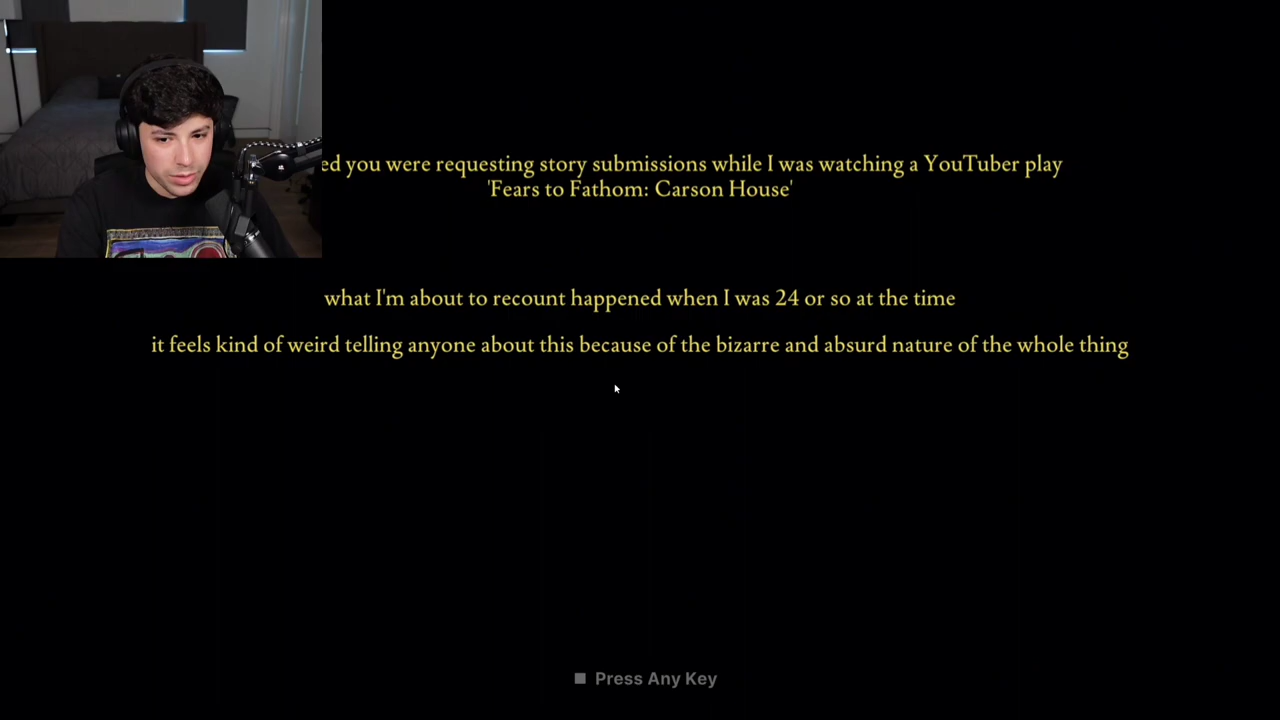 you were requesting story submissions while I was watching a YouTuber play
'Fears to Fathom: Carson House'
what I'm about to recount happened when I was 24 or so at the time
it feels kind of weird telling anyone about this because of the bizarre and absurd nature of the whole thing
Press Any Key